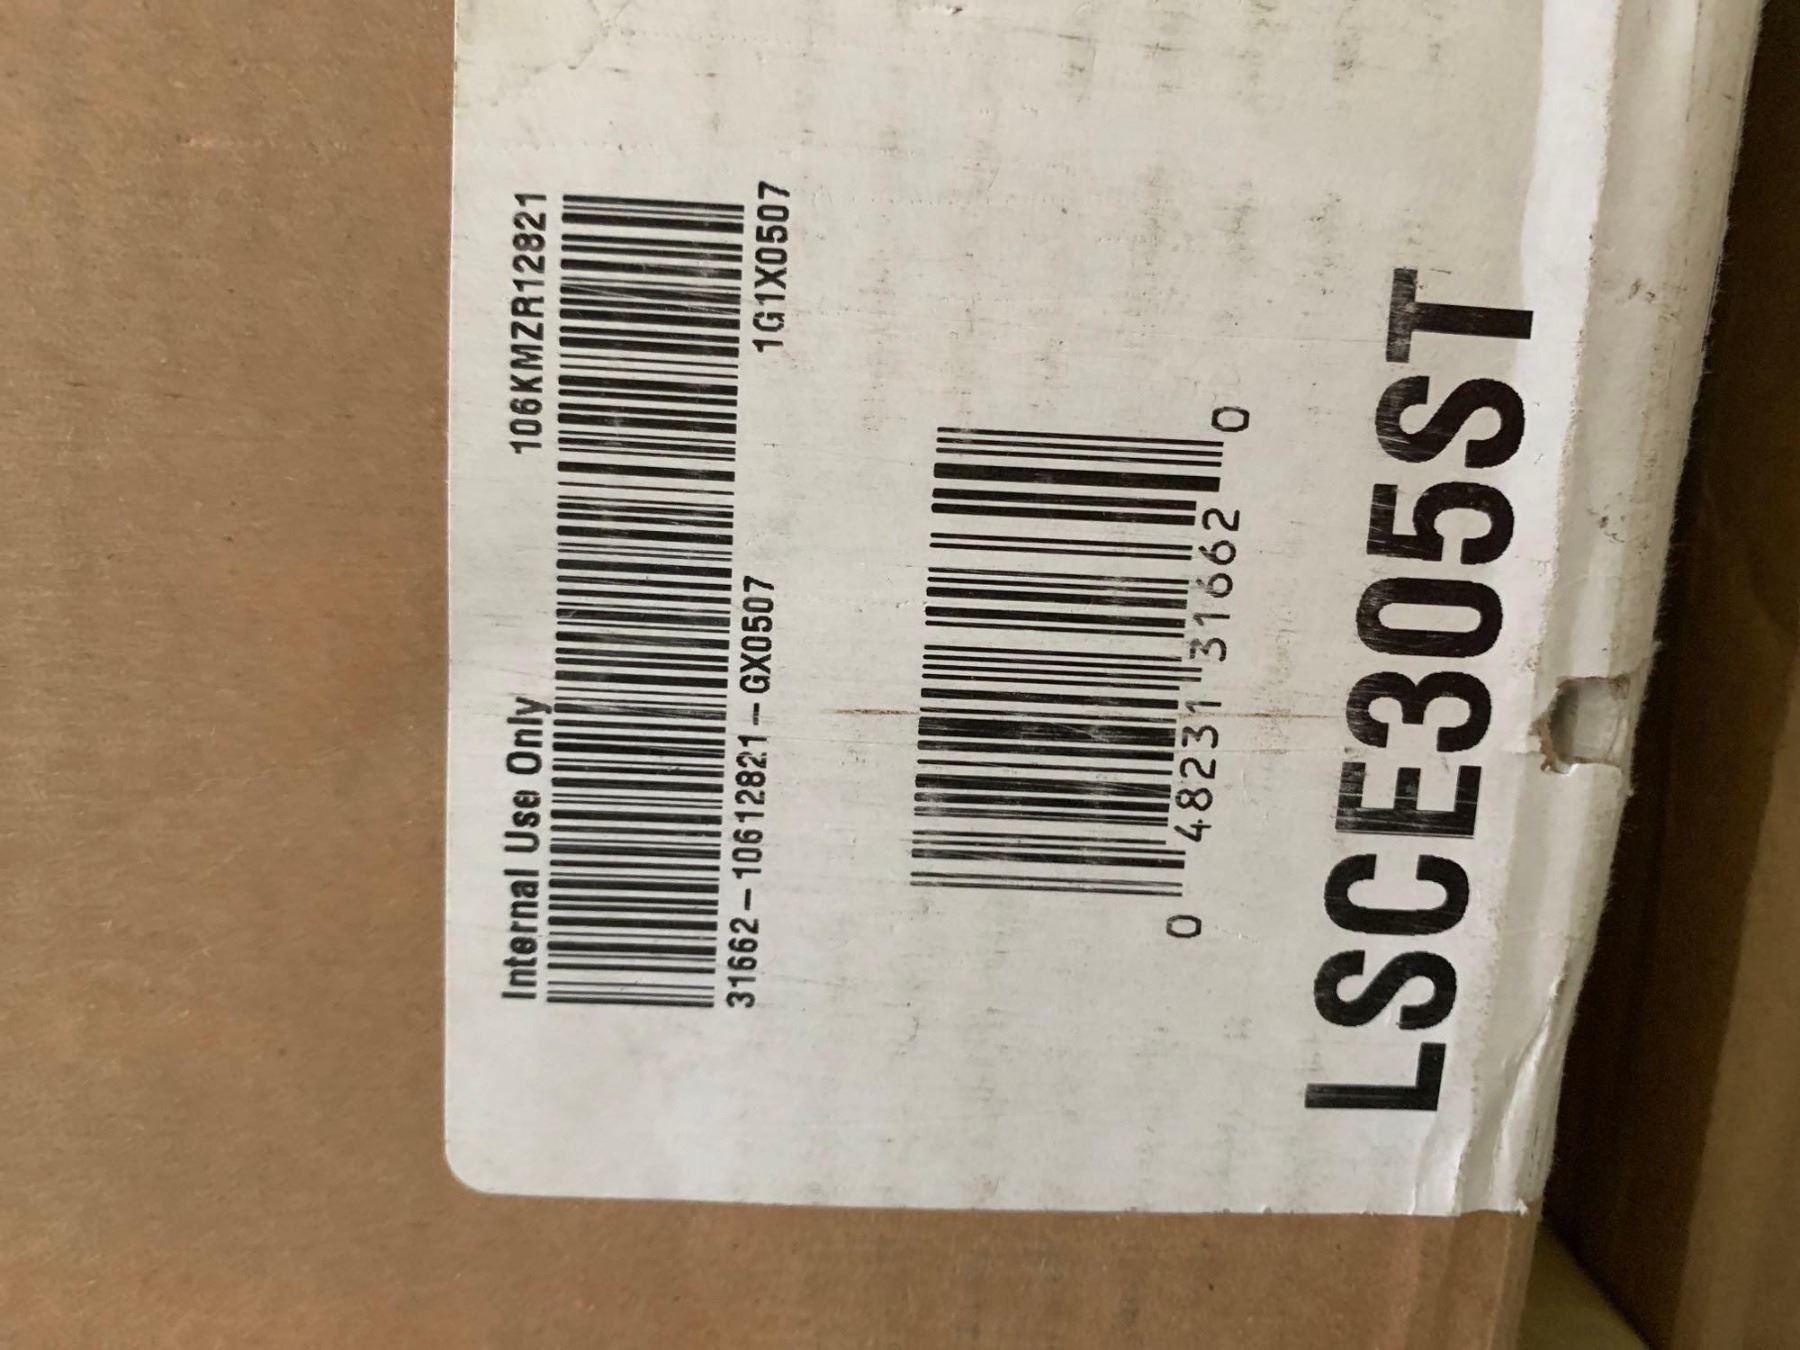 Internal Use Only 106KMZR12821
31662-10612821-GX0507 1G1X0507
0 48231 31662 0
LSCE305ST